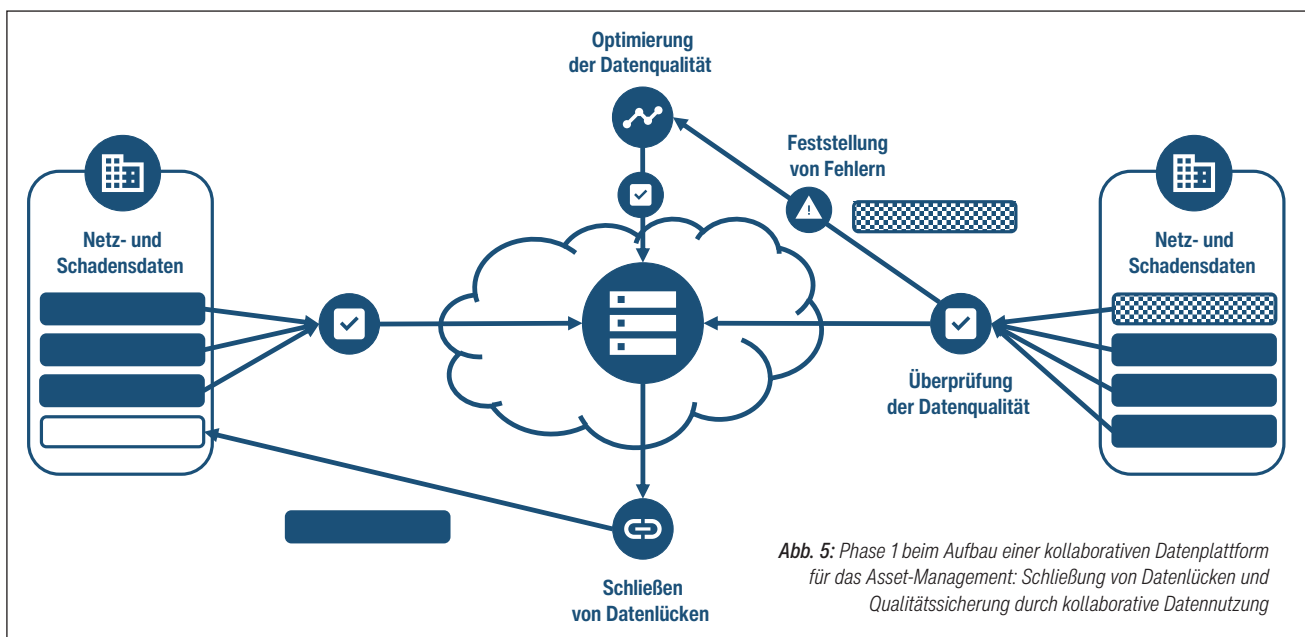 Optimierung
der Datenqualität
Feststellung
von Fehlern
Netz- und
Schadensdaten
Netz- und
Schadensdaten
Überprüfung
der Datenqualität
Schließen
von Datenlücken
Abb. 5: Phase 1 beim Aufbau einer kollaborativen Datenplattform
für das Asset-Management: Schließung von Datenlücken und
Qualitätssicherung durch kollaborative Datennutzung